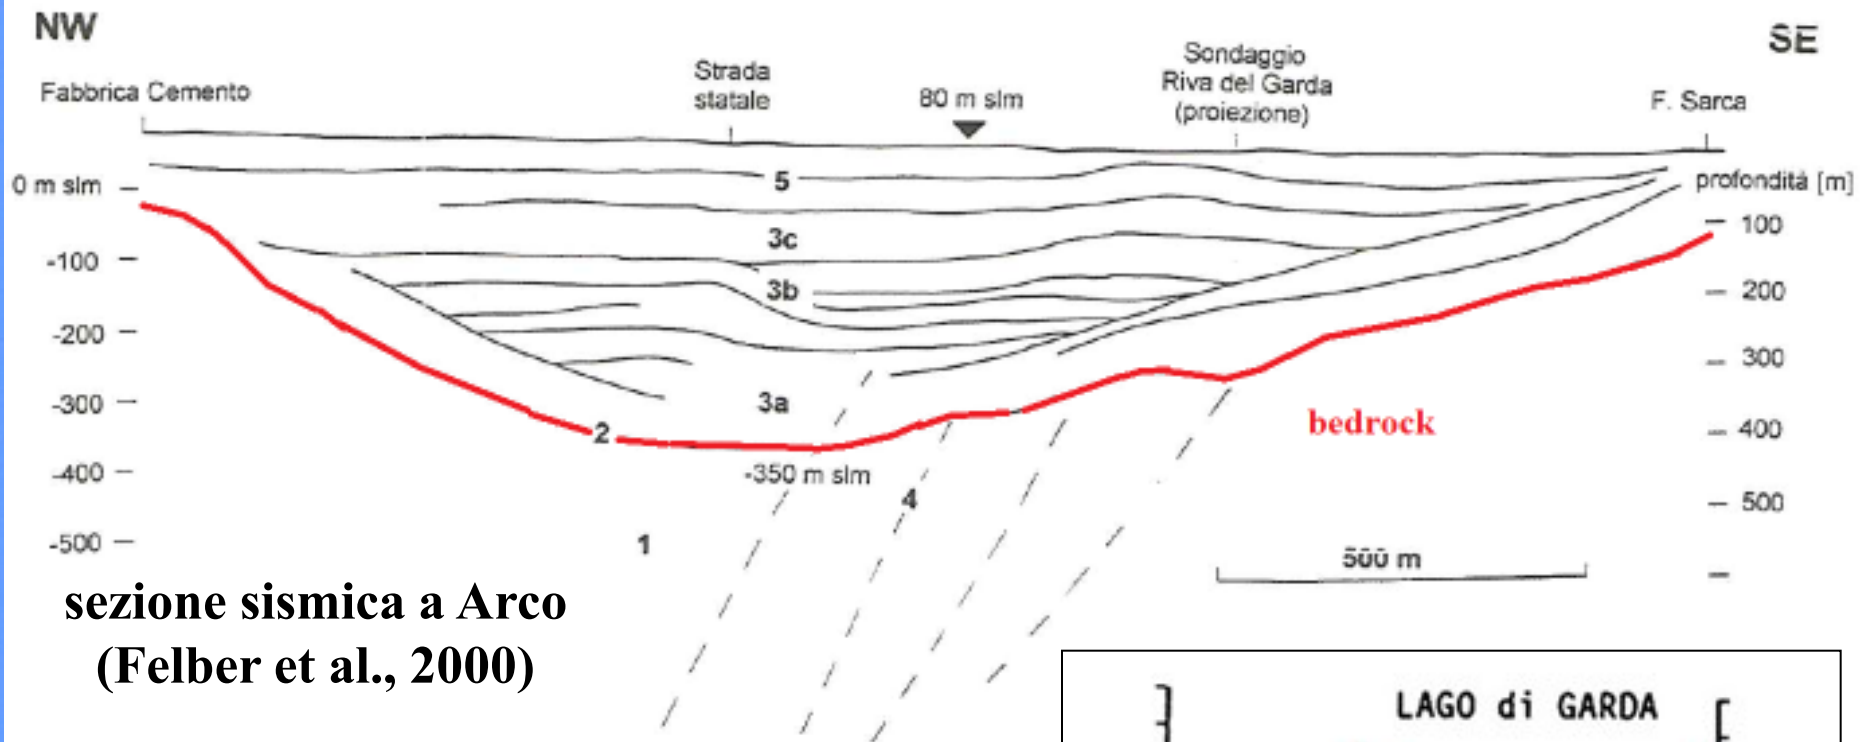 NW
SE
Fabbrica Cemento
Strada
statale
80 m slm
Sondaggio
Riva del Garda
(proiezione)
F. Sarca
0 m slm
5
profondità [m]
100
3c
-100
3b
200
-200
300
-300
3a
bedrock
2
400
-400
-350 m slm
4
500
-500
1
500 m
sezione sismica a Arco
(Felber et al., 2000)
LAGO di GARDA